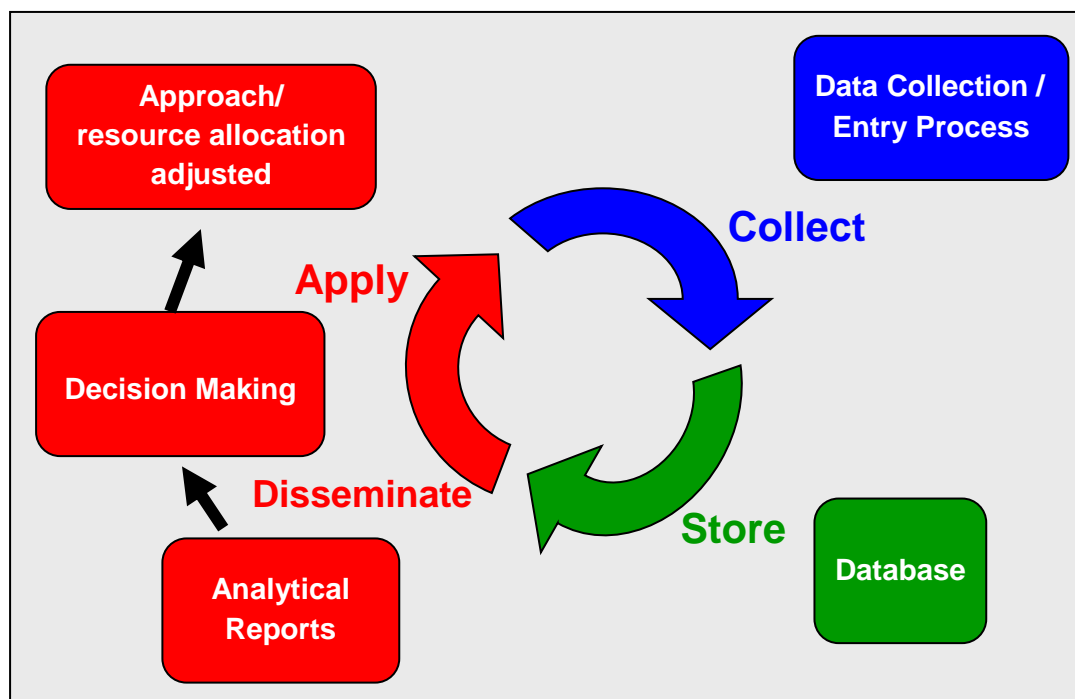 Approach/
resource allocation
adjusted
Data Collection /
Entry Process
Collect
Apply
Decision Making
Disseminate
Store
Analytical
Reports
Database